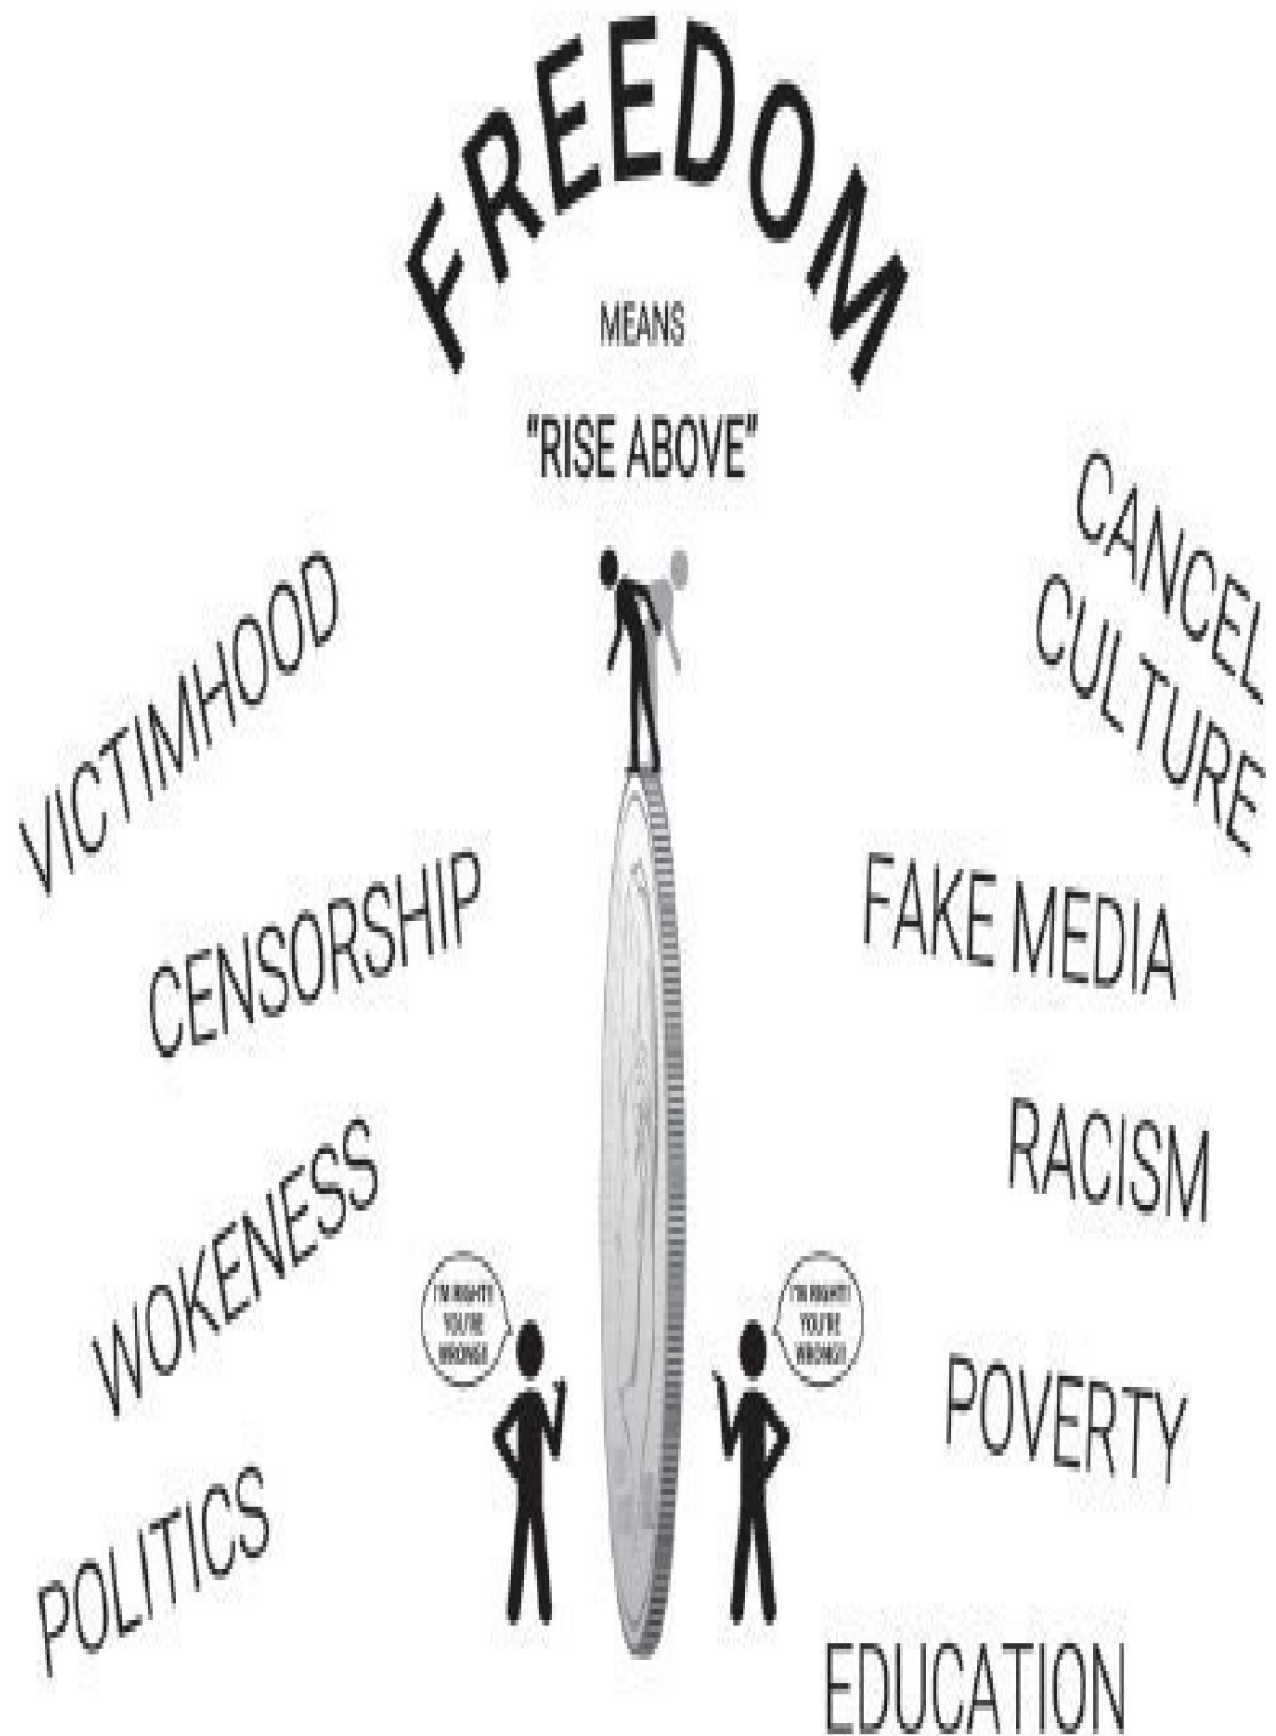 FREEDOM
MEANS
"RISE ABOVE"
CANCEL
CULTURE
VICTIMHOOD
FAKE MEDIA
CENSORSHIP
RACISM
WOKENESS
I'M RIGHT!!
YOU'RE
WRONG!!
I'M RIGHT!!
YOU'RE
WRONG!!
POVERTY
POLITICS
EDUCATION